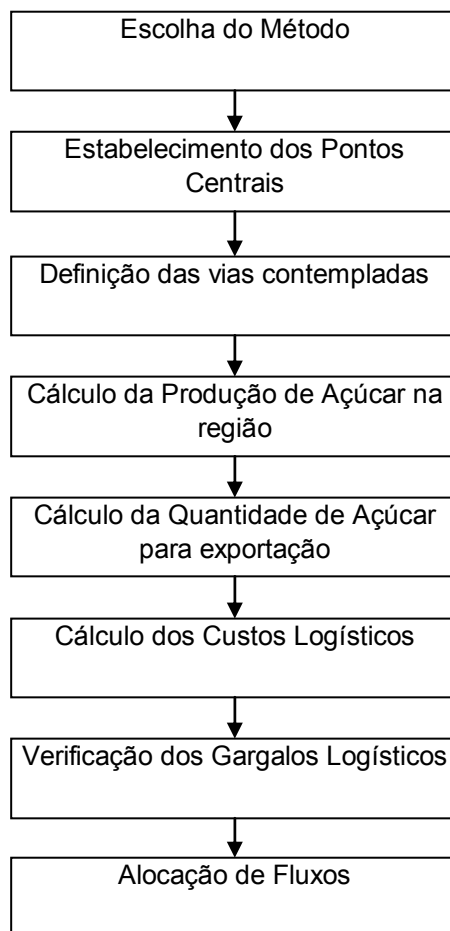 Escolha do Método
Estabelecimento dos Pontos
Centrais
Definição das vias contempladas
Cálculo da Produção de Açúcar na
região
Cálculo da Quantidade de Açúcar
para exportação
Cálculo dos Custos Logísticos
Verificação dos Gargalos Logísticos
Alocação de Fluxos